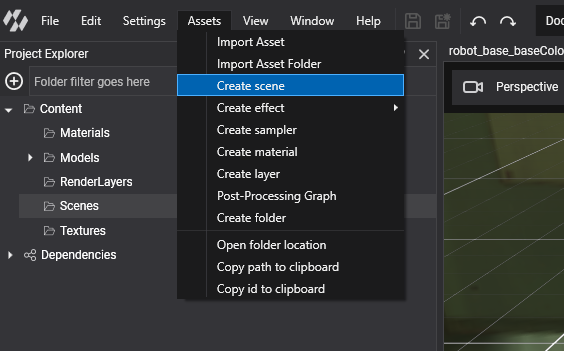 File Edit Settings Assets View Window Help Doc
Project Explorer
robot_base_baseColo
Folder filter goes here
Perspective
Content
Materials
Models
RenderLayers
Scenes
Textures
Dependencies
Import Asset
Import Asset Folder
Create scene
Create effect
Create sampler
Create material
Create layer
Post-Processing Graph
Create folder
Open folder location
Copy path to clipboard
Copy id to clipboard